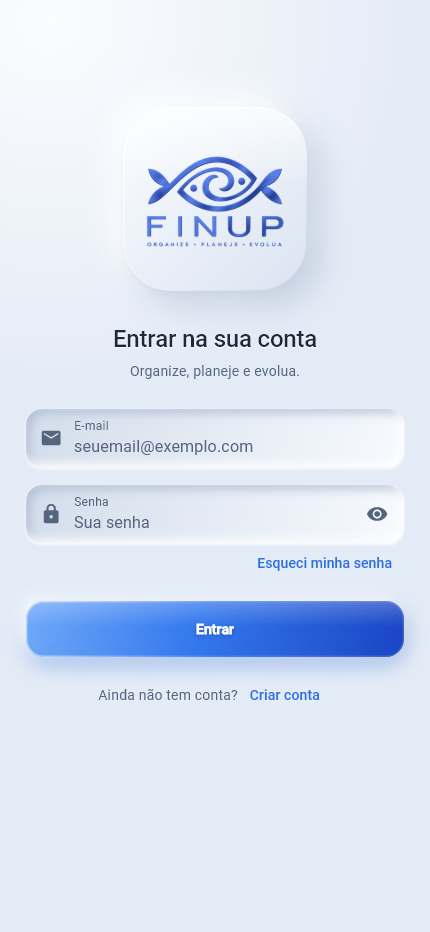 FINUP
ORGANIZE • PLANEJE • EVOLUA
Entrar na sua conta
Organize, planeje e evolua.
E-mail
seuemail@exemplo.com
Senha
Sua senha
Esqueci minha senha
Entrar
Ainda não tem conta? Criar conta